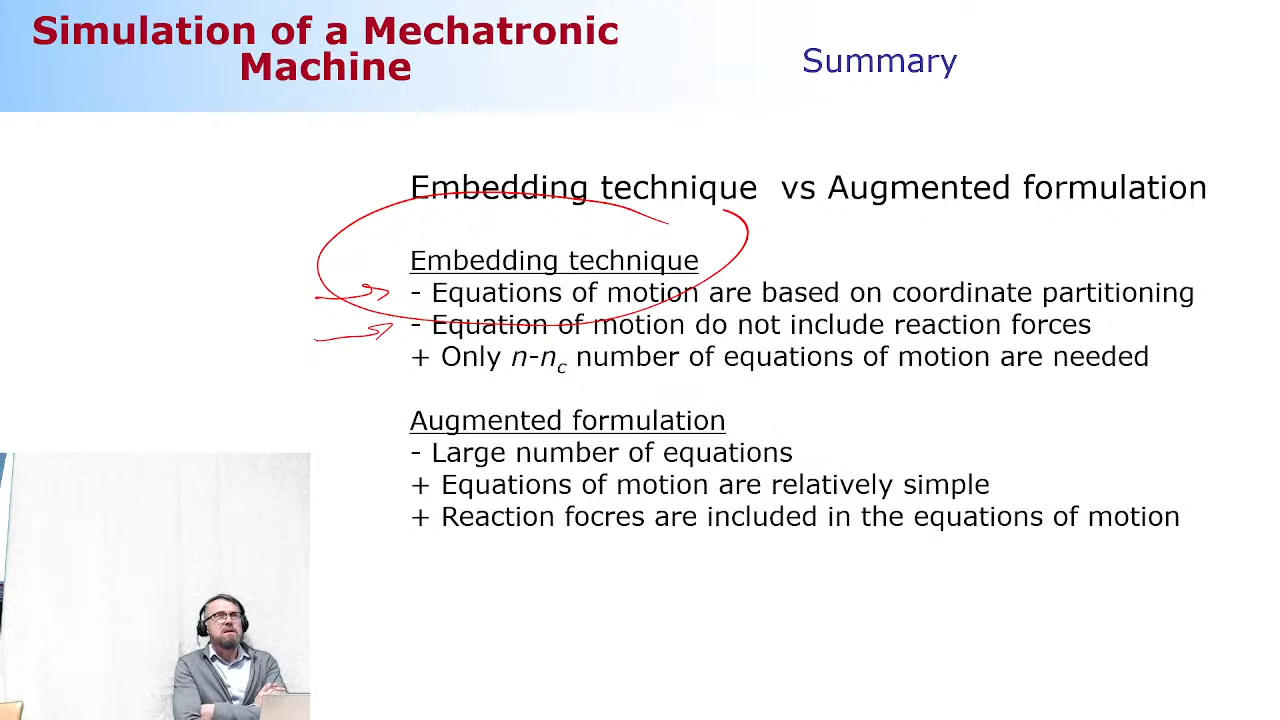 Simulation of a Mechatronic
Machine
Summary
Embedding technique vs Augmented formulation
Embedding technique
- Equations of motion are based on coordinate partitioning
- Equation of motion do not include reaction forces
+ Only n-nc number of equations of motion are needed
Augmented formulation
- Large number of equations
+ Equations of motion are relatively simple
+ Reaction focres are included in the equations of motion